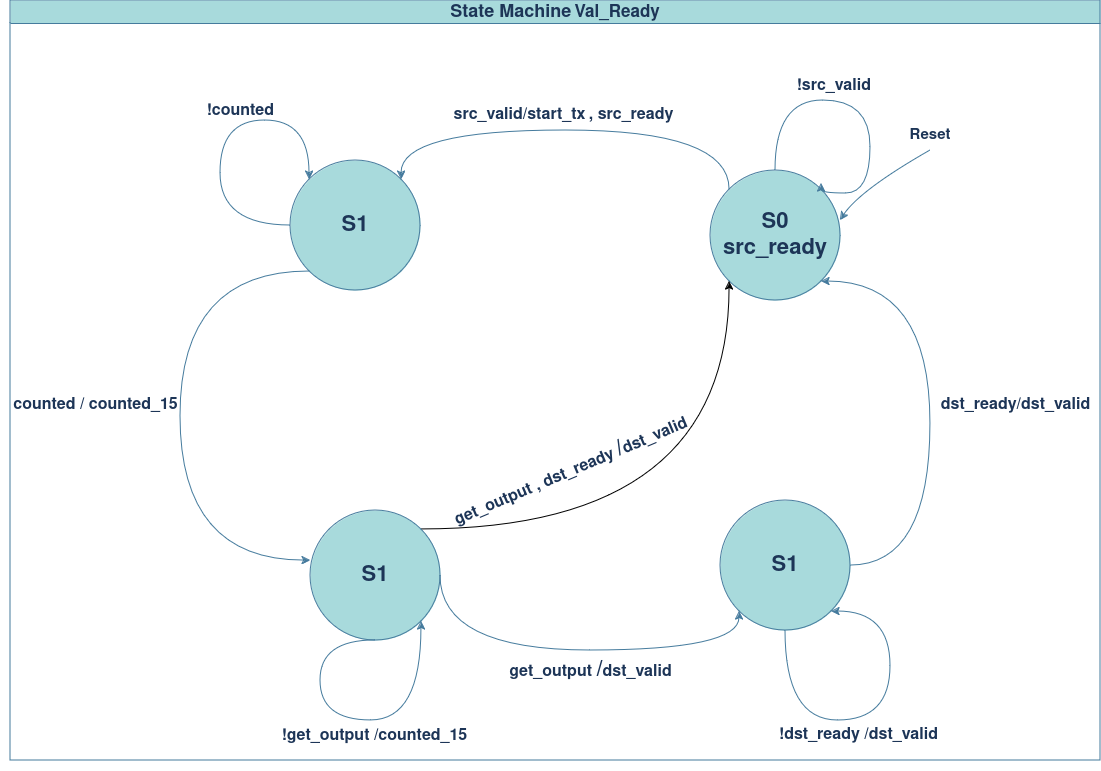 State Machine Val_Ready
!src_valid
!counted
src_valid/start_tx , src_ready
Reset
S1
S0
src_ready
counted / counted_15
dst_ready/dst_valid
get_output , dst_ready /dst_valid
S1
S1
get_output /dst_valid
!get_output /counted_15
!dst_ready /dst_valid